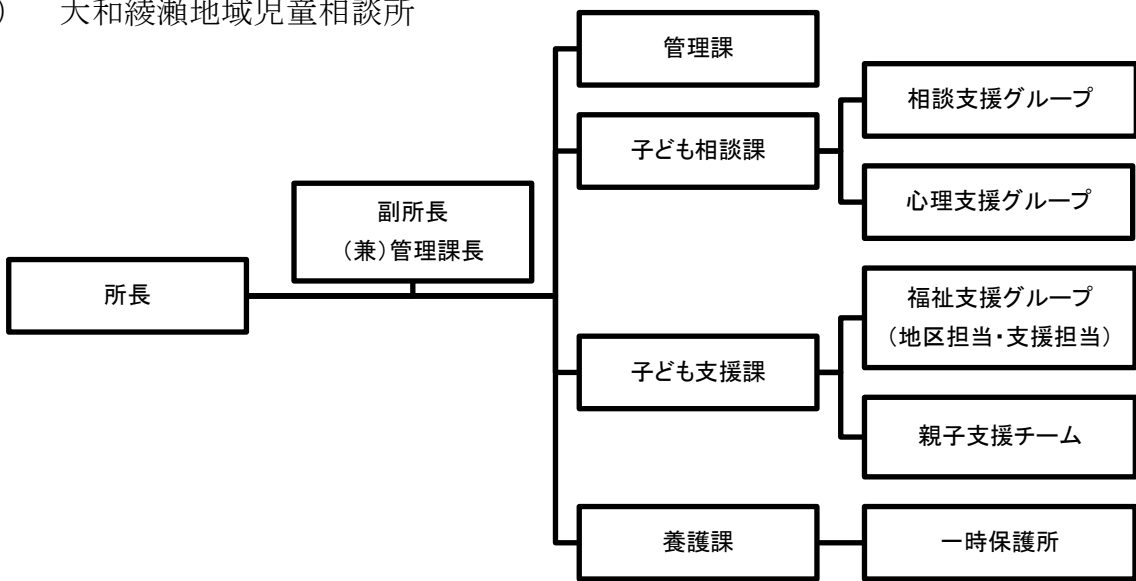 ) 大和綾瀬地域児童相談所
管理課
相談支援グループ
子ども相談課
心理支援グループ
副所長
（兼）管理課長
所長
福祉支援グループ
（地区担当・支援担当）
子ども支援課
親子支援チーム
養護課
一時保護所